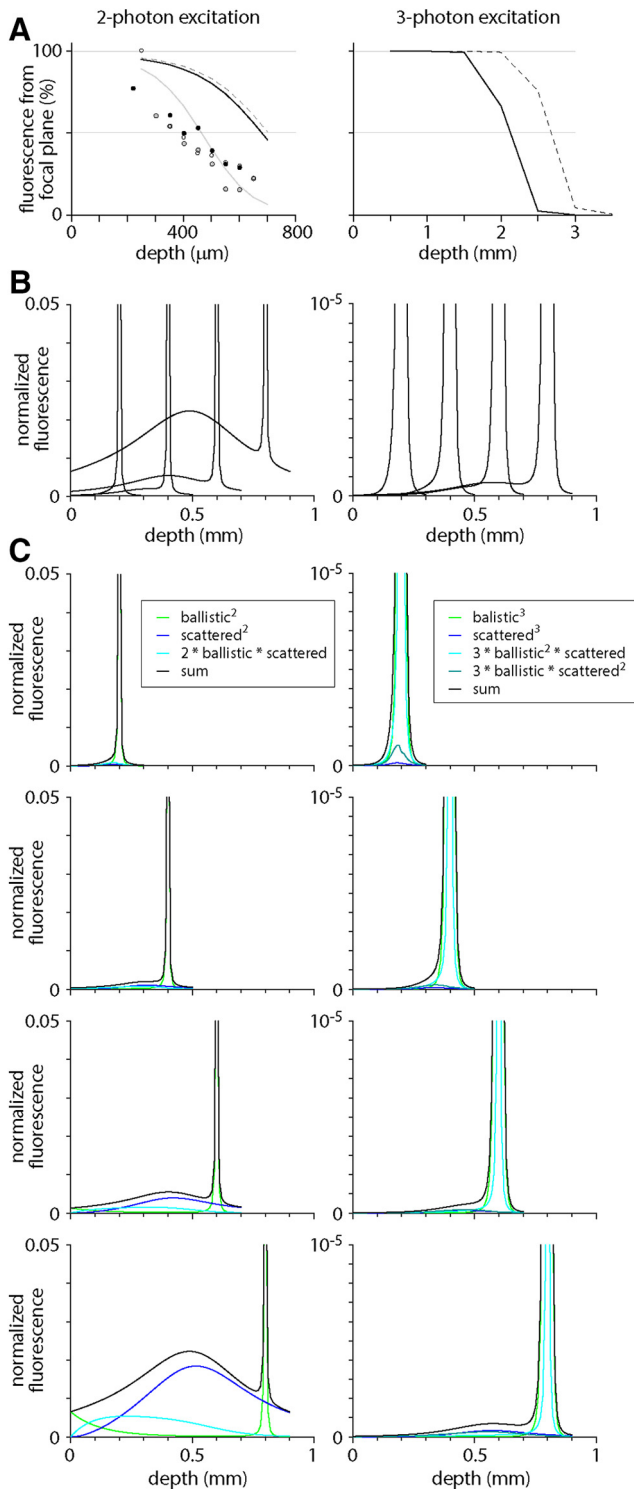 2-photon excitation
3-photon excitation
A
fluorescence from
focal plane (%)
100
0
0
400
800
depth (μm)
0
1
2
3
depth (mm)
B
normalized
fluorescence
0.05
0
0
0.5
1
depth (mm)
10-5
0
0
0.5
1
depth (mm)
C
normalized
fluorescence
0.05
0
ballistic2
scattered2
2 * ballistic * scattered
sum
10-5
0
balistic3
scattered3
3 * ballistic2 * scattered
3 * ballistic * scattered2
sum
normalized
fluorescence
0.05
0
10-5
0
normalized
fluorescence
0.05
0
10-5
0
normalized
fluorescence
0.05
0
0
0.5
1
depth (mm)
10-5
0
0
0.5
1
depth (mm)